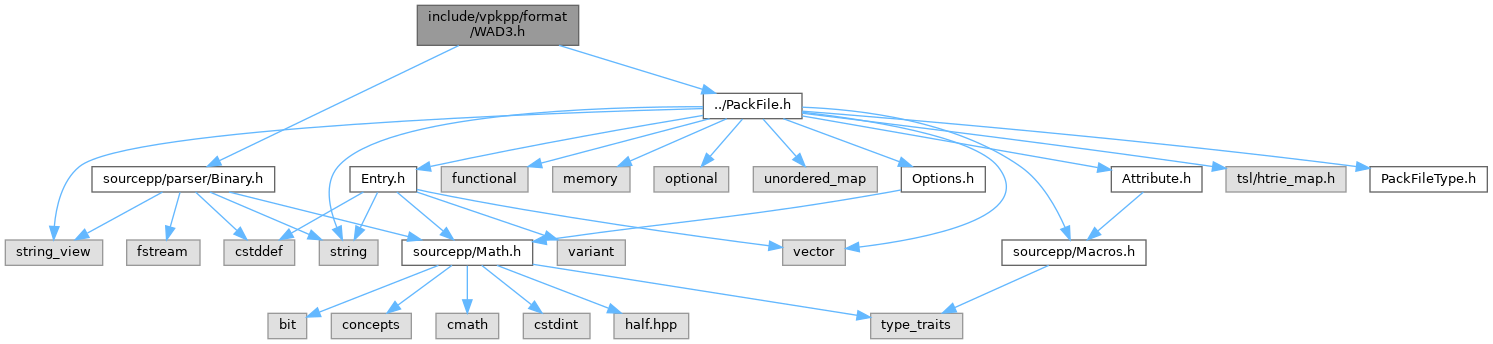 include/vpkpp/format
/WAD3.h
../PackFile.h
sourcepp/parser/Binary.h
Entry.h
functional
memory
optional
unordered_map
Options.h
Attribute.h
tsl/htrie_map.h
PackFileType.h
string_view
fstream
cstddef
string
sourcepp/Math.h
variant
vector
sourcepp/Macros.h
bit
concepts
cmath
cstdint
half.hpp
type_traits